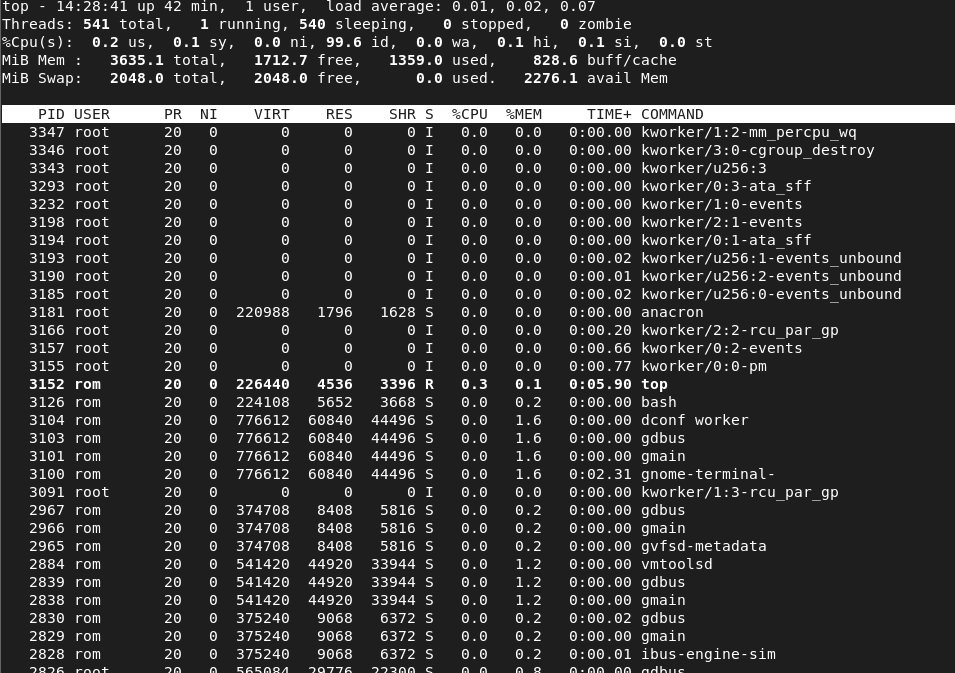 top - 14:28:41 up 42 min,  1 user,  load average: 0.01, 0.02, 0.07
Threads: 541 total,   1 running, 540 sleeping,   0 stopped,   0 zombie
%Cpu(s):  0.2 us,  0.1 sy,  0.0 ni, 99.6 id,  0.0 wa,  0.1 hi,  0.1 si,  0.0 st
MiB Mem :   3635.1 total,   1712.7 free,   1359.0 used,    828.6 buff/cache
MiB Swap:   2048.0 total,   2048.0 free,      0.0 used.   2276.1 avail Mem
PID USER      PR  NI    VIRT    RES    SHR S  %CPU  %MEM     TIME+ COMMAND
3347 root      20   0       0      0      0 I   0.0   0.0   0:00.00 kworker/1:2-mm_percpu_wq
3346 root      20   0       0      0      0 I   0.0   0.0   0:00.00 kworker/3:0-cgroup_destroy
3343 root      20   0       0      0      0 I   0.0   0.0   0:00.00 kworker/u256:3
3293 root      20   0       0      0      0 I   0.0   0.0   0:00.00 kworker/0:3-ata_sff
3232 root      20   0       0      0      0 I   0.0   0.0   0:00.00 kworker/1:0-events
3198 root      20   0       0      0      0 I   0.0   0.0   0:00.00 kworker/2:1-events
3194 root      20   0       0      0      0 I   0.0   0.0   0:00.00 kworker/0:1-ata_sff
3193 root      20   0       0      0      0 I   0.0   0.0   0:00.02 kworker/u256:1-events_unbound
3190 root      20   0       0      0      0 I   0.0   0.0   0:00.01 kworker/u256:2-events_unbound
3185 root      20   0       0      0      0 I   0.0   0.0   0:00.02 kworker/u256:0-events_unbound
3181 root      20   0  220988   1796   1628 S   0.0   0.0   0:00.00 anacron
3166 root      20   0       0      0      0 I   0.0   0.0   0:00.20 kworker/2:2-rcu_par_gp
3157 root      20   0       0      0      0 I   0.0   0.0   0:00.66 kworker/0:2-events
3155 root      20   0       0      0      0 I   0.0   0.0   0:00.77 kworker/0:0-pm
3152 rom       20   0  226440   4536   3396 R   0.3   0.1   0:05.90 top
3126 rom       20   0  224108   5652   3668 S   0.0   0.2   0:00.00 bash
3104 rom       20   0  776612  60840  44496 S   0.0   1.6   0:00.00 dconf worker
3103 rom       20   0  776612  60840  44496 S   0.0   1.6   0:00.00 gdbus
3101 rom       20   0  776612  60840  44496 S   0.0   1.6   0:00.00 gmain
3100 rom       20   0  776612  60840  44496 S   0.0   1.6   0:02.31 gnome-terminal-
3091 root      20   0       0      0      0 I   0.0   0.0   0:00.00 kworker/1:3-rcu_par_gp
2967 rom       20   0  374708   8408   5816 S   0.0   0.2   0:00.00 gdbus
2966 rom       20   0  374708   8408   5816 S   0.0   0.2   0:00.00 gmain
2965 rom       20   0  374708   8408   5816 S   0.0   0.2   0:00.00 gvfsd-metadata
2884 rom       20   0  541420  44920  33944 S   0.0   1.2   0:00.00 vmtoolsd
2839 rom       20   0  541420  44920  33944 S   0.0   1.2   0:00.00 gdbus
2838 rom       20   0  541420  44920  33944 S   0.0   1.2   0:00.00 gmain
2830 rom       20   0  375240   9068   6372 S   0.0   0.2   0:00.02 gdbus
2829 rom       20   0  375240   9068   6372 S   0.0   0.2   0:00.00 gmain
2828 rom       20   0  375240   9068   6372 S   0.0   0.2   0:00.01 ibus-engine-sim
2826 root      20   0  565084  29776  22300 S   0.0   0.8   0:00.00 gdbus